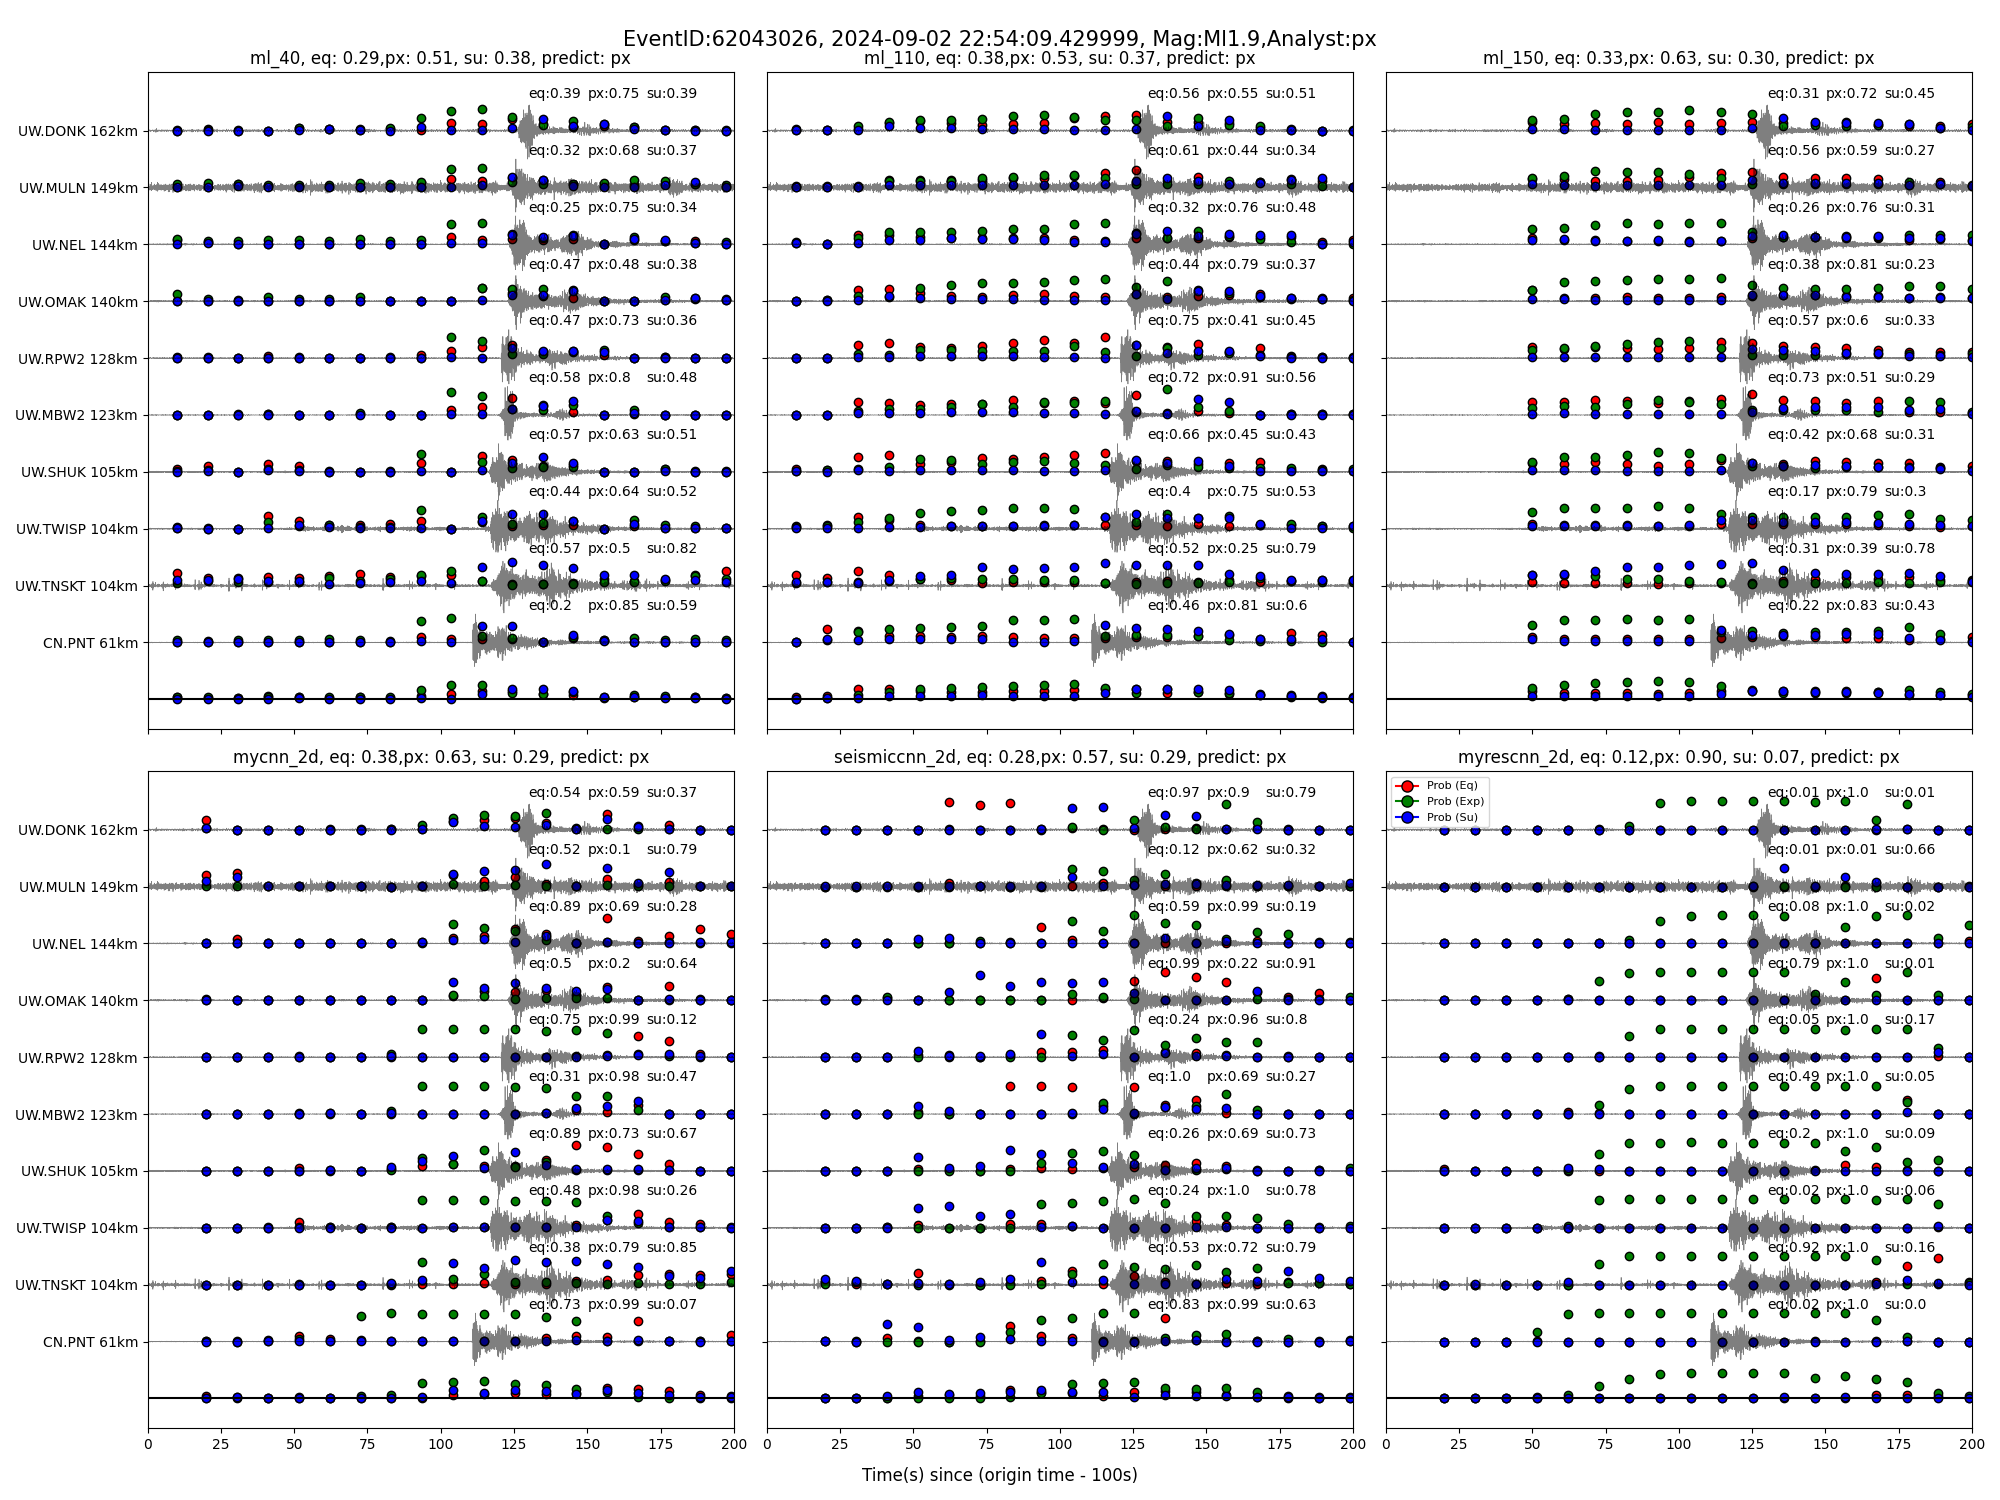 EventID:62043026, 2024-09-02 22:54:09.429999, Mag:Ml1.9,Analyst:px
ml_40, eq: 0.29,px: 0.51, su: 0.38, predict: px
UW.DONK 162km
eq:0.39 px:0.75 su:0.39
UW.MULN 149km
eq:0.32 px:0.68 su:0.37
UW.NEL 144km
eq:0.25 px:0.75 su:0.34
UW.OMAK 140km
eq:0.47 px:0.48 su:0.38
UW.RPW2 128km
eq:0.47 px:0.73 su:0.36
UW.MBW2 123km
eq:0.58 px:0.8 su:0.48
UW.SHUK 105km
eq:0.57 px:0.63 su:0.51
UW.TWISP 104km
eq:0.44 px:0.64 su:0.52
UW.TNSKT 104km
eq:0.57 px:0.5 su:0.82
CN.PNT 61km
eq:0.2 px:0.85 su:0.59
ml_110, eq: 0.38,px: 0.53, su: 0.37, predict: px
eq:0.56 px:0.55 su:0.51
eq:0.61 px:0.44 su:0.34
eq:0.32 px:0.76 su:0.48
eq:0.44 px:0.79 su:0.37
eq:0.75 px:0.41 su:0.45
eq:0.72 px:0.91 su:0.56
eq:0.66 px:0.45 su:0.43
eq:0.4 px:0.75 su:0.53
eq:0.52 px:0.25 su:0.79
eq:0.46 px:0.81 su:0.6
ml_150, eq: 0.33,px: 0.63, su: 0.30, predict: px
eq:0.31 px:0.72 su:0.45
eq:0.56 px:0.59 su:0.27
eq:0.26 px:0.76 su:0.31
eq:0.38 px:0.81 su:0.23
eq:0.57 px:0.6 su:0.33
eq:0.73 px:0.51 su:0.29
eq:0.42 px:0.68 su:0.31
eq:0.17 px:0.79 su:0.3
eq:0.31 px:0.39 su:0.78
eq:0.22 px:0.83 su:0.43
mycnn_2d, eq: 0.38,px: 0.63, su: 0.29, predict: px
UW.DONK 162km
eq:0.54 px:0.59 su:0.37
UW.MULN 149km
eq:0.52 px:0.1 su:0.79
UW.NEL 144km
eq:0.89 px:0.69 su:0.28
UW.OMAK 140km
eq:0.5 px:0.2 su:0.64
UW.RPW2 128km
eq:0.75 px:0.99 su:0.12
UW.MBW2 123km
eq:0.31 px:0.98 su:0.47
UW.SHUK 105km
eq:0.89 px:0.73 su:0.67
UW.TWISP 104km
eq:0.48 px:0.98 su:0.26
UW.TNSKT 104km
eq:0.38 px:0.79 su:0.85
CN.PNT 61km
eq:0.73 px:0.99 su:0.07
0 25 50 75 100 125 150 175 200
seismiccnn_2d, eq: 0.28,px: 0.57, su: 0.29, predict: px
eq:0.97 px:0.9 su:0.79
eq:0.12 px:0.62 su:0.32
eq:0.59 px:0.99 su:0.19
eq:0.99 px:0.22 su:0.91
eq:0.24 px:0.96 su:0.8
eq:1.0 px:0.69 su:0.27
eq:0.26 px:0.69 su:0.73
eq:0.24 px:1.0 su:0.78
eq:0.53 px:0.72 su:0.79
eq:0.83 px:0.99 su:0.63
0 25 50 75 100 125 150 175 200
myrescnn_2d, eq: 0.12,px: 0.90, su: 0.07, predict: px
Prob (Eq)
Prob (Exp)
Prob (Su)
eq:0.01 px:1.0 su:0.01
eq:0.01 px:0.01 su:0.66
eq:0.08 px:1.0 su:0.02
eq:0.79 px:1.0 su:0.01
eq:0.05 px:1.0 su:0.17
eq:0.49 px:1.0 su:0.05
eq:0.2 px:1.0 su:0.09
eq:0.02 px:1.0 su:0.06
eq:0.92 px:1.0 su:0.16
eq:0.02 px:1.0 su:0.0
0 25 50 75 100 125 150 175 200
Time(s) since (origin time - 100s)